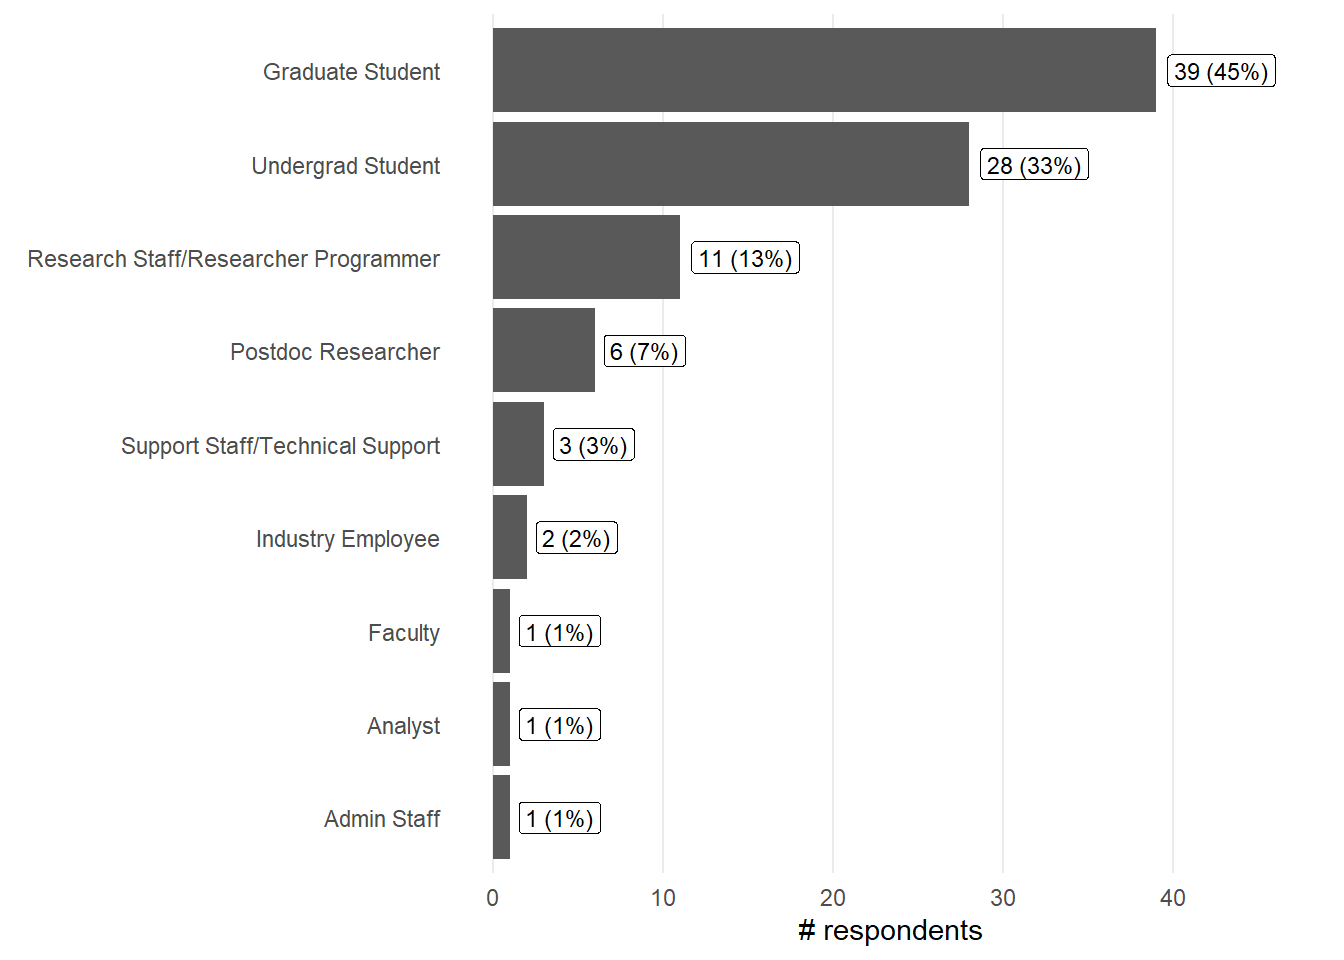 Graduate Student 39 (45%)
Undergrad Student 28 (33%)
Research Staff/Researcher Programmer 11 (13%)
Postdoc Researcher 6 (7%)
Support Staff/Technical Support 3 (3%)
Industry Employee 2 (2%)
Faculty 1 (1%)
Analyst 1 (1%)
Admin Staff 1 (1%)
0 10 20 30 40
# respondents